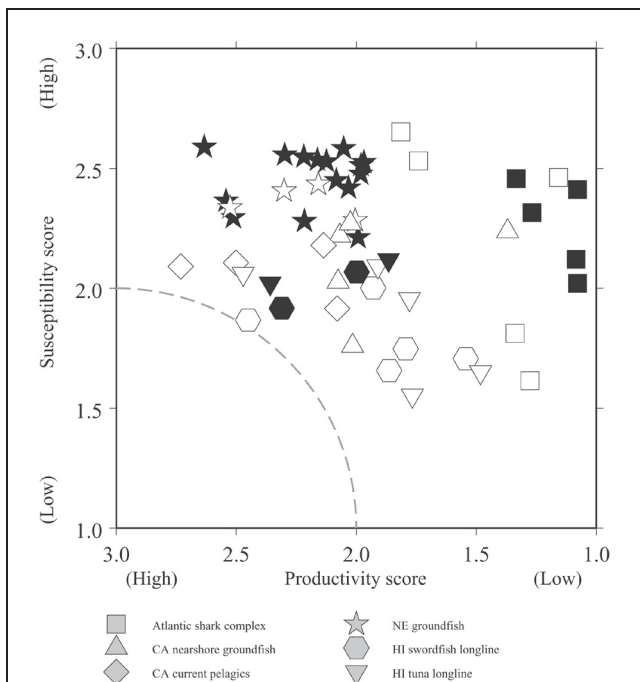 3.0
(High)
2.5
Susceptibility score
2.0
1.5
(Low)
1.0
3.0 2.5 2.0 1.5 1.0
(High) Productivity score (Low)
Atlantic shark complex NE groundfish
CA nearshore groundfish HI swordfish longline
CA current pelagics HI tuna longline